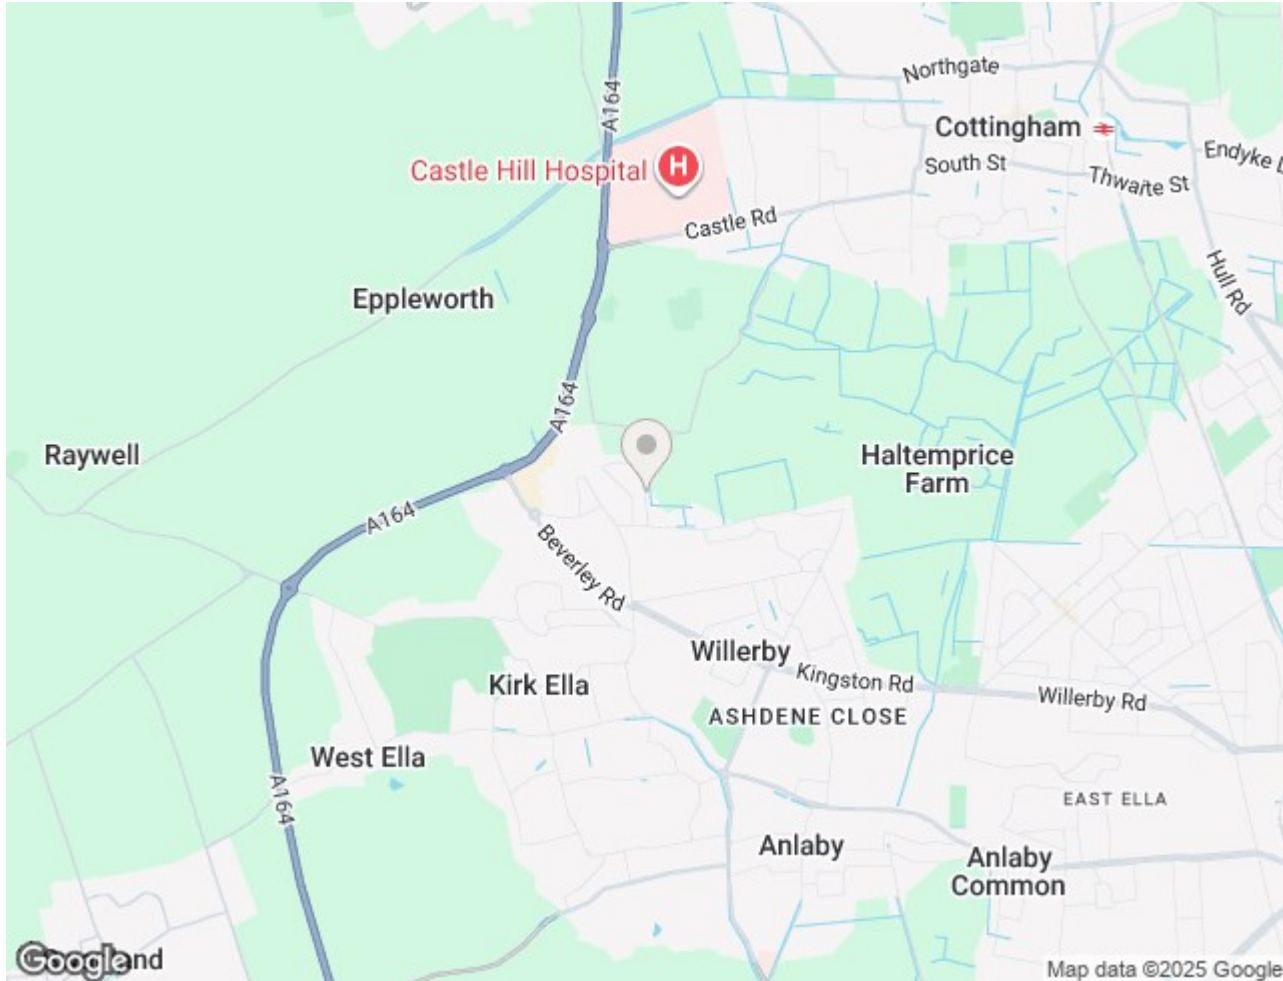 Northgate
A164
Cottingham
Castle Hill Hospital
H
South St
Endyke
Thwaite St
Castle Rd
Hull Rd
Eppleworth
A164
Raywell
Haltemprice
Farm
A164
Beverley Rd
Willerby
Kirk Ella
Kingston Rd
Willerby Rd
ASHDENE CLOSE
West Ella
A164
EAST ELLA
Anlaby
Anlaby
Common
Google
Map data ©2025 Google